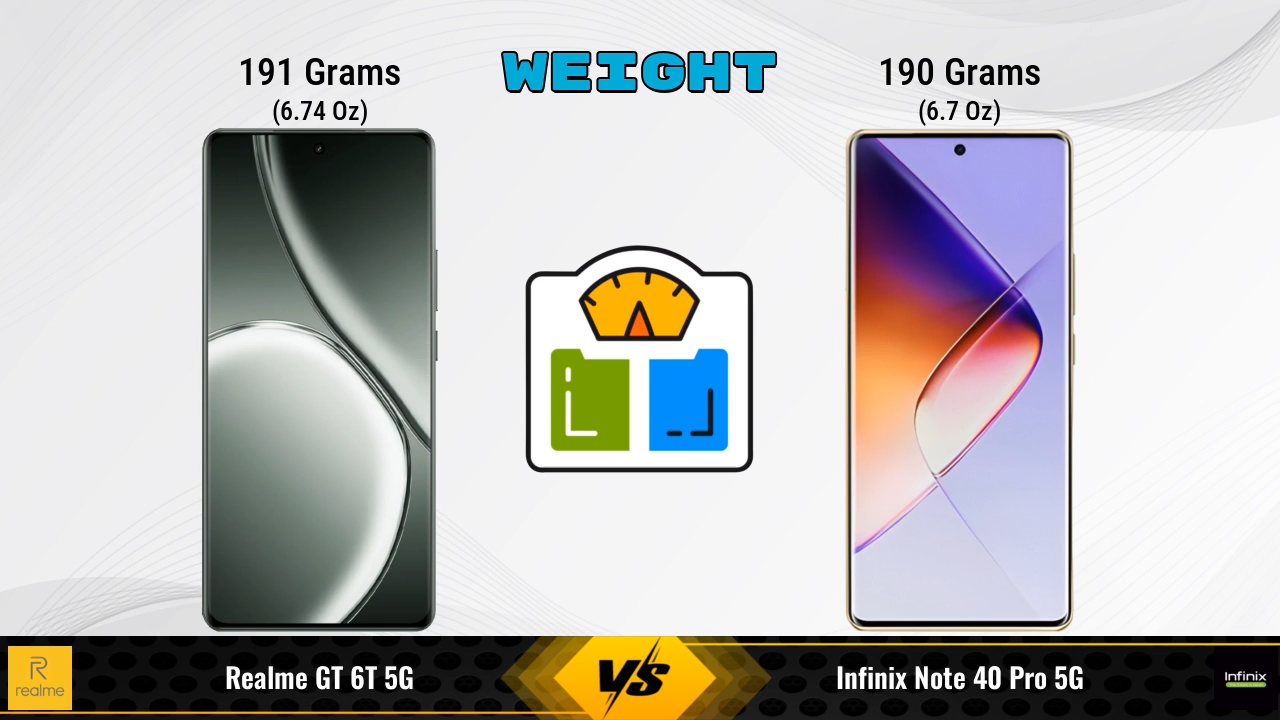 WEIGHT
191 Grams
(6.74 Oz)
190 Grams
(6.7 Oz)
realme
Realme GT 6T 5G
VS
Infinix Note 40 Pro 5G
Infinix